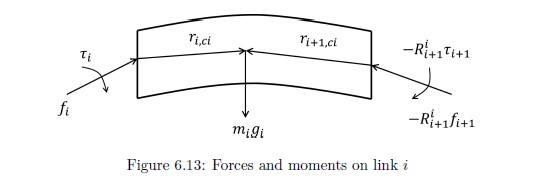 r_{i,ci}
r_{i+1,ci}
τ_i
−R^i_{i+1}τ_{i+1}
f_i
m_i g_i
−R^i_{i+1}f_{i+1}
Figure 6.13: Forces and moments on link i